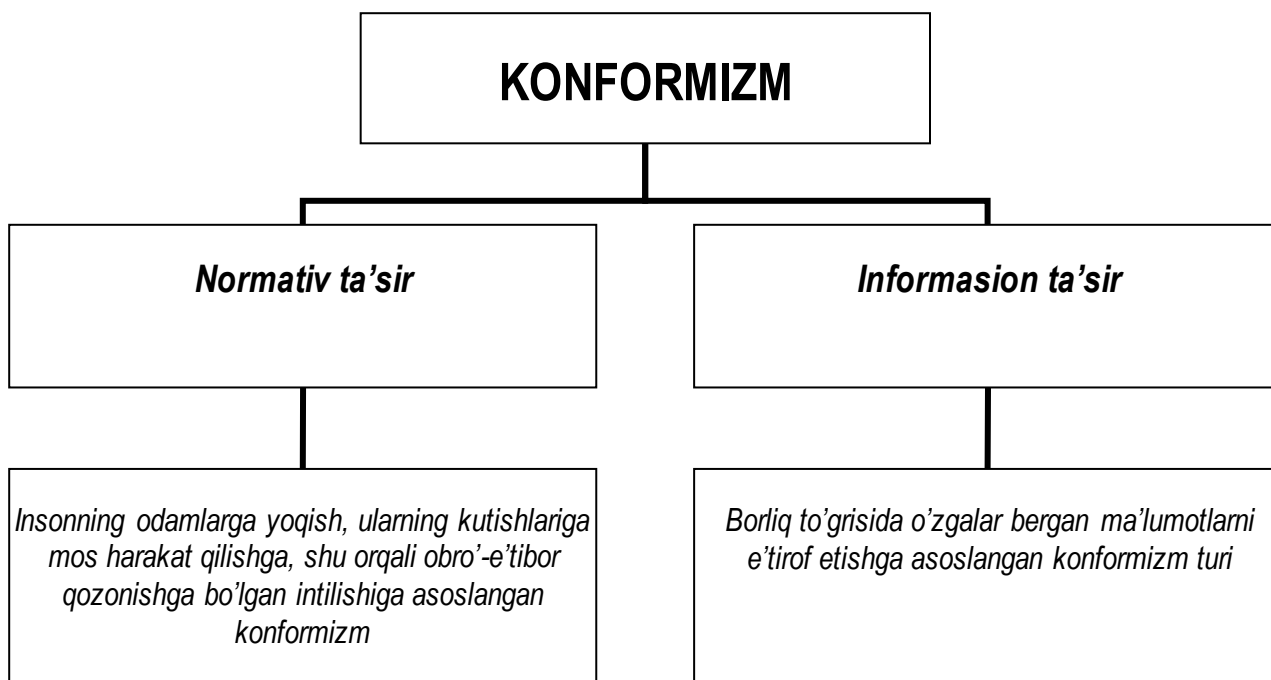 KONFORMIZM
Normativ ta’sir
Informasion ta’sir
Insonning odamlarga yoqish, ularning kutishlariga
mos harakat qilishga, shu orqali obro’-e’tibor
qozonishga bo’lgan intilishiga asoslangan
konformizm
Borliq to’grisida o’zgalar bergan ma’lumotlarni
e’tirof etishga asoslangan konformizm turi